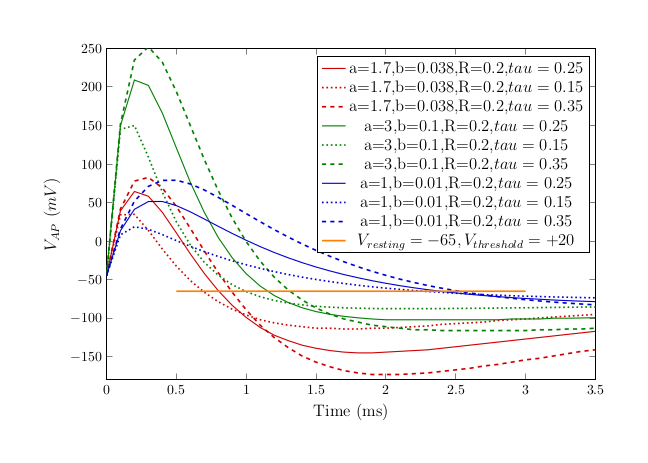 250
200
150
100
50
0
−50
−100
−150
V_AP (mV)
a=1.7,b=0.038,R=0.2,tau = 0.25
a=1.7,b=0.038,R=0.2,tau = 0.15
a=1.7,b=0.038,R=0.2,tau = 0.35
a=3,b=0.1,R=0.2,tau = 0.25
a=3,b=0.1,R=0.2,tau = 0.15
a=3,b=0.1,R=0.2,tau = 0.35
a=1,b=0.01,R=0.2,tau = 0.25
a=1,b=0.01,R=0.2,tau = 0.15
a=1,b=0.01,R=0.2,tau = 0.35
V_resting = −65, V_threshold = +20
0 0.5 1 1.5 2 2.5 3 3.5
Time (ms)